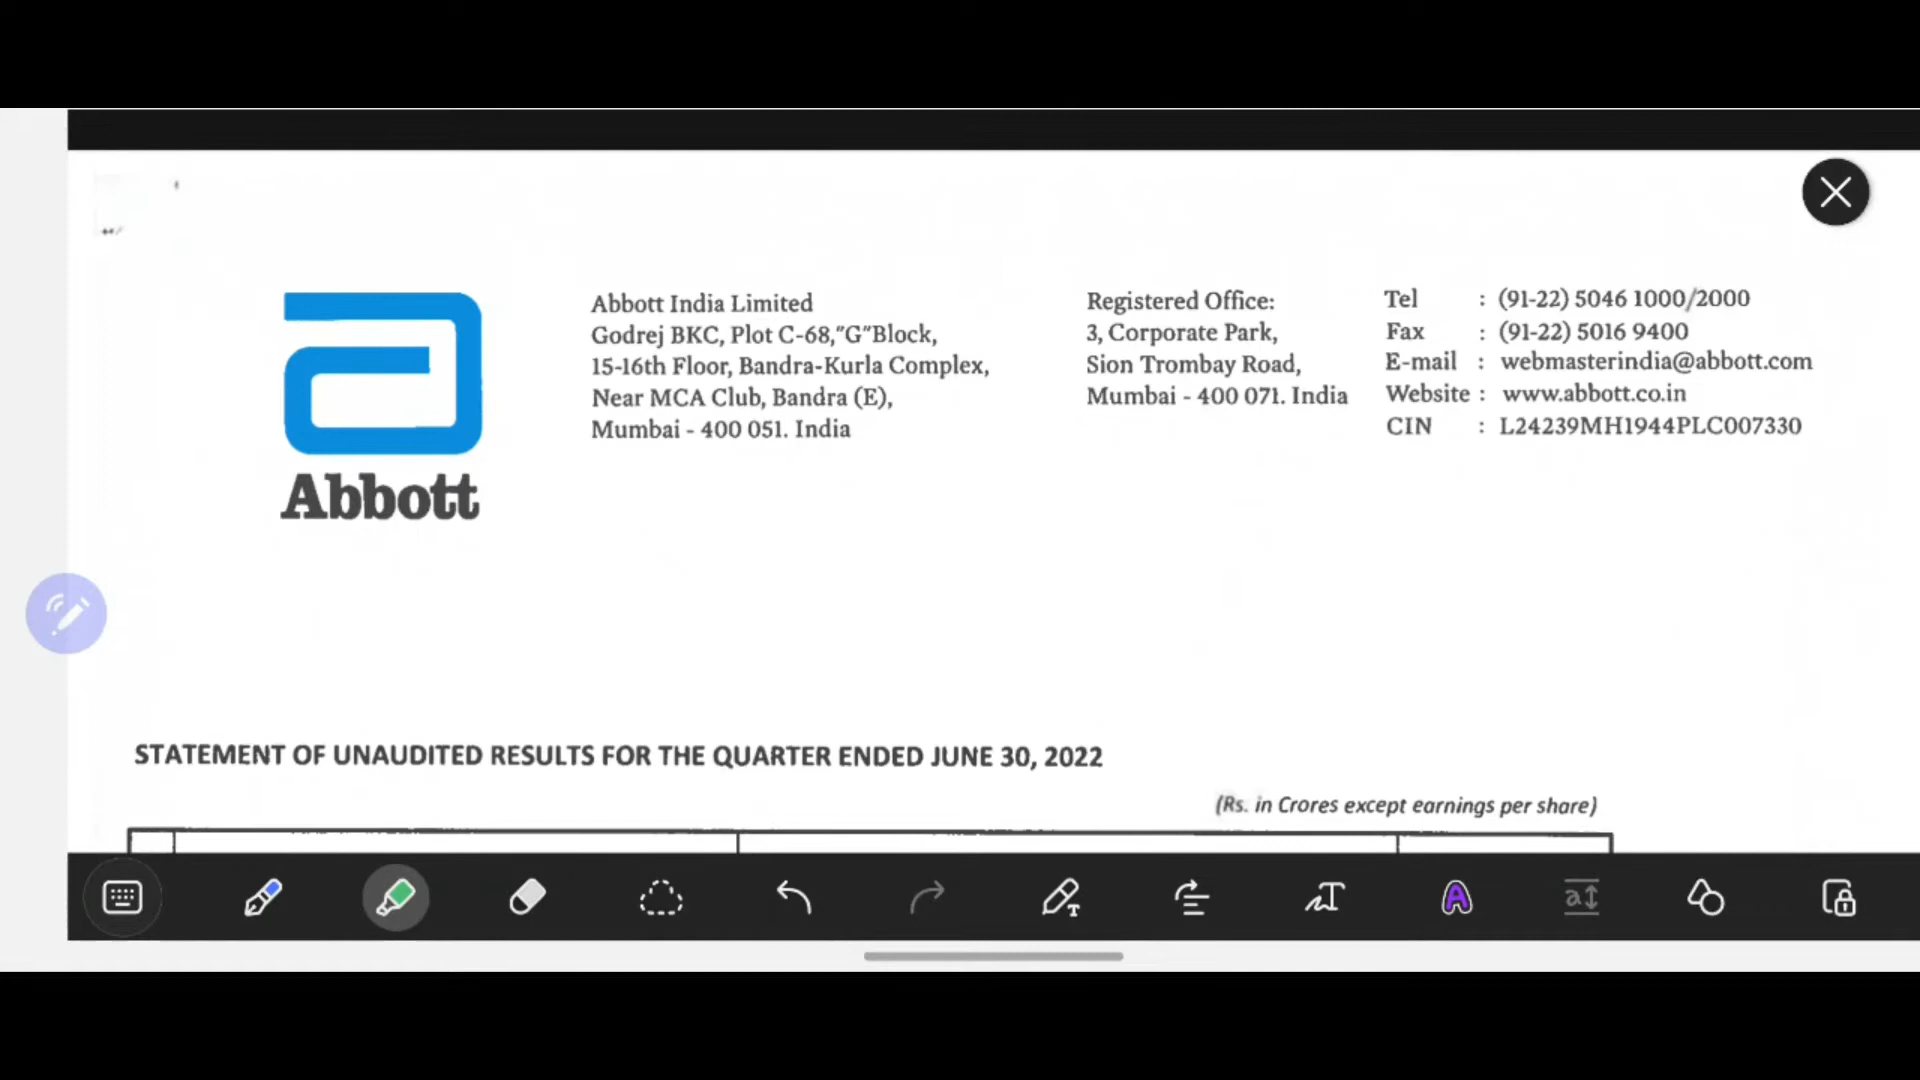 Abbott
Abbott India Limited
Godrej BKC, Plot C-68,"G"Block,
15-16th Floor, Bandra-Kurla Complex,
Near MCA Club, Bandra (E),
Mumbai - 400 051. India
Registered Office:
3, Corporate Park,
Sion Trombay Road,
Mumbai - 400 071. India
Tel : (91-22) 5046 1000/2000
Fax : (91-22) 5016 9400
E-mail : webmasterindia@abbott.com
Website : www.abbott.co.in
CIN : L24239MH1944PLC007330
STATEMENT OF UNAUDITED RESULTS FOR THE QUARTER ENDED JUNE 30, 2022
(Rs. in Crores except earnings per share)